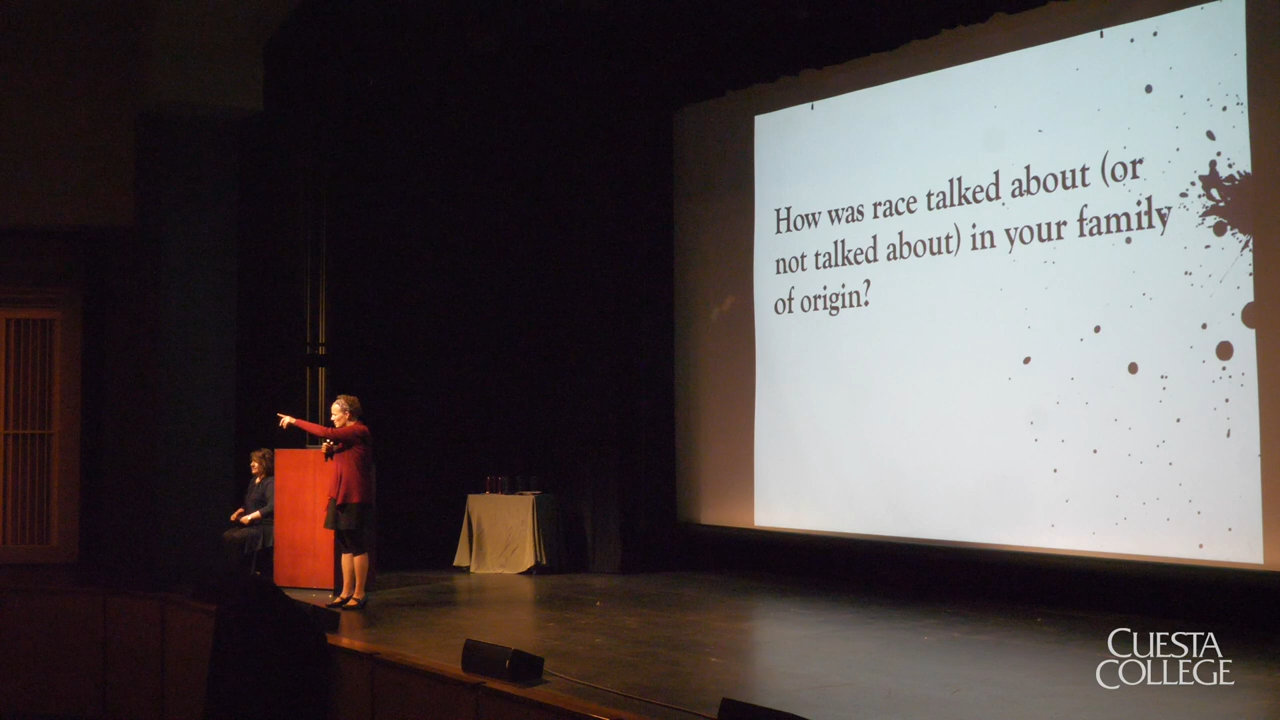 How was race talked about (or
not talked about) in your family
of origin?
CUESTA
COLLEGE